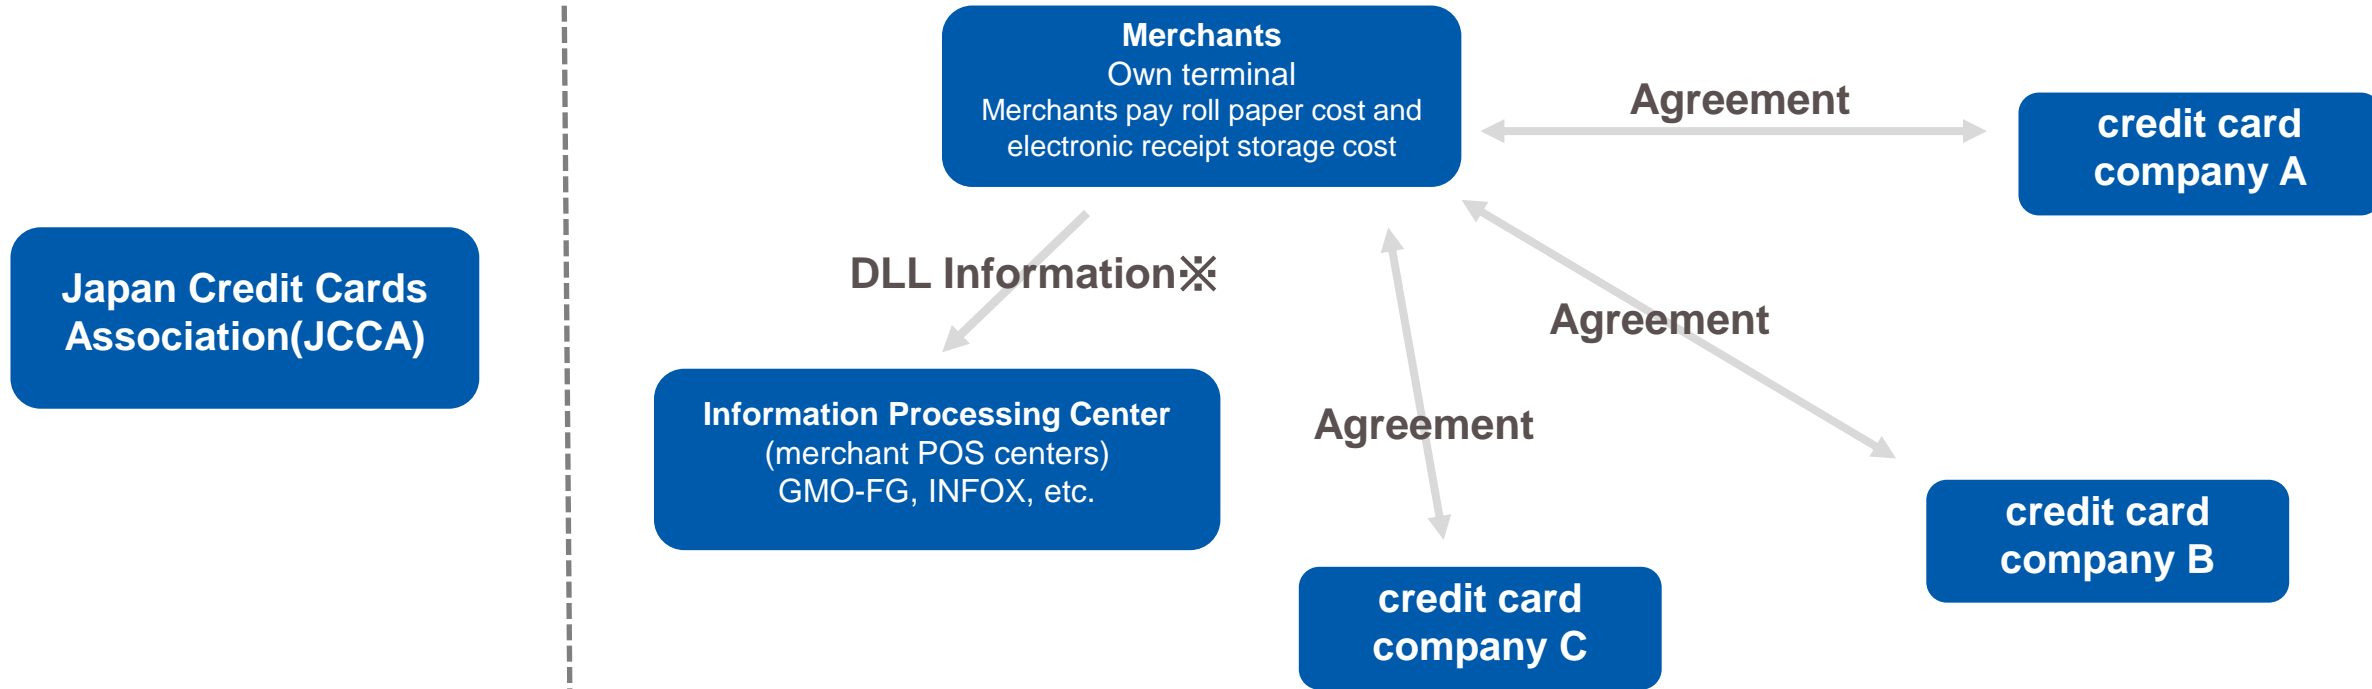 Japan Credit Cards
Association(JCCA)
Merchants
Own terminal
Merchants pay roll paper cost and
electronic receipt storage cost
Agreement
credit card
company A
DLL Information※
Agreement
Information Processing Center
(merchant POS centers)
GMO-FG, INFOX, etc.
Agreement
credit card
company B
credit card
company C